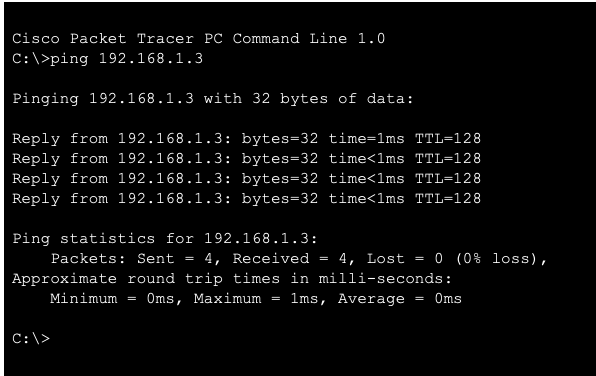 Cisco Packet Tracer PC Command Line 1.0
C:\>ping 192.168.1.3
Pinging 192.168.1.3 with 32 bytes of data:
Reply from 192.168.1.3: bytes=32 time=1ms TTL=128
Reply from 192.168.1.3: bytes=32 time<1ms TTL=128
Reply from 192.168.1.3: bytes=32 time<1ms TTL=128
Reply from 192.168.1.3: bytes=32 time<1ms TTL=128
Ping statistics for 192.168.1.3:
    Packets: Sent = 4, Received = 4, Lost = 0 (0% loss),
Approximate round trip times in milli-seconds:
    Minimum = 0ms, Maximum = 1ms, Average = 0ms
C:\>